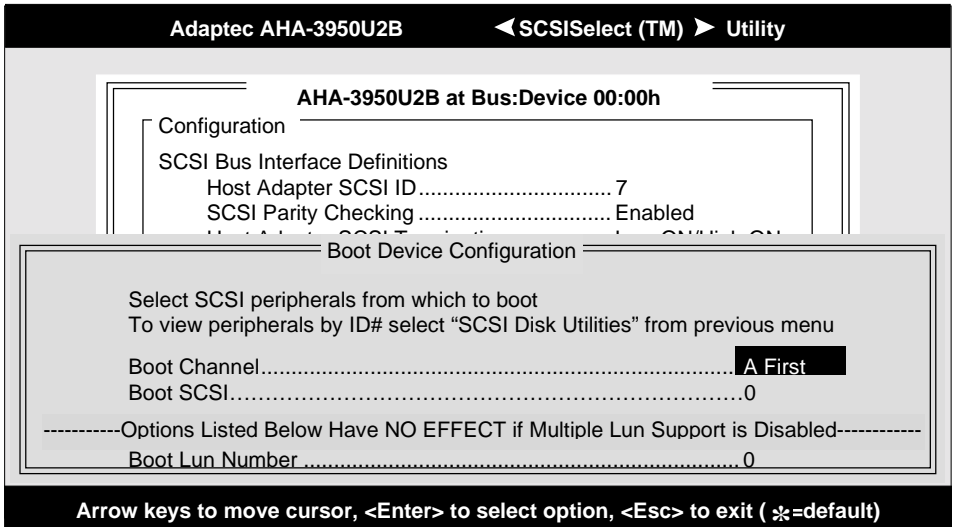 Adaptec AHA-3950U2B ◄SCSISelect (TM) ► Utility
AHA-3950U2B at Bus:Device 00:00h
Configuration
SCSI Bus Interface Definitions
Host Adapter SCSI ID................................ 7
SCSI Parity Checking ................................ Enabled
Boot Device Configuration
Select SCSI peripherals from which to boot
To view peripherals by ID# select “SCSI Disk Utilities” from previous menu
Boot Channel.............................................................................. A First
Boot SCSI……………………………………………………………………0
-----------Options Listed Below Have NO EFFECT if Multiple Lun Support is Disabled------------
Boot Lun Number ........................................................................ 0
Arrow keys to move cursor, <Enter> to select option, <Esc> to exit ( *=default)